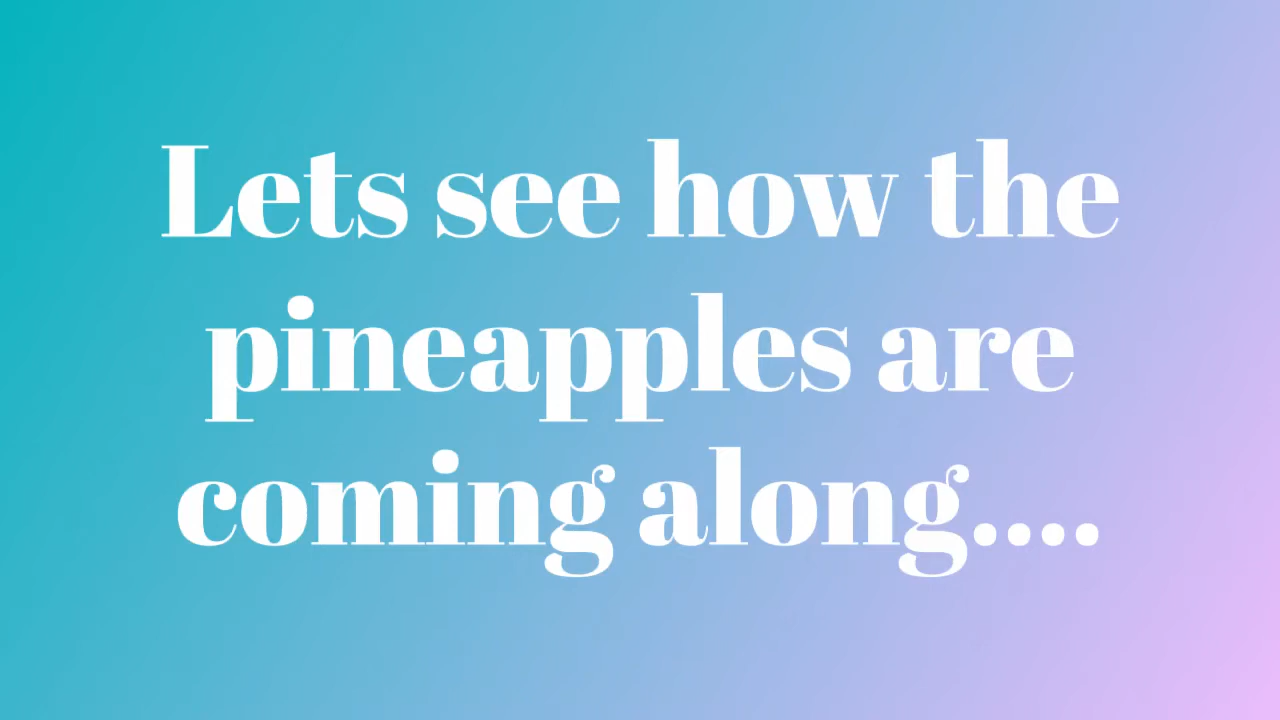 Lets see how the
pineapples are
coming along....